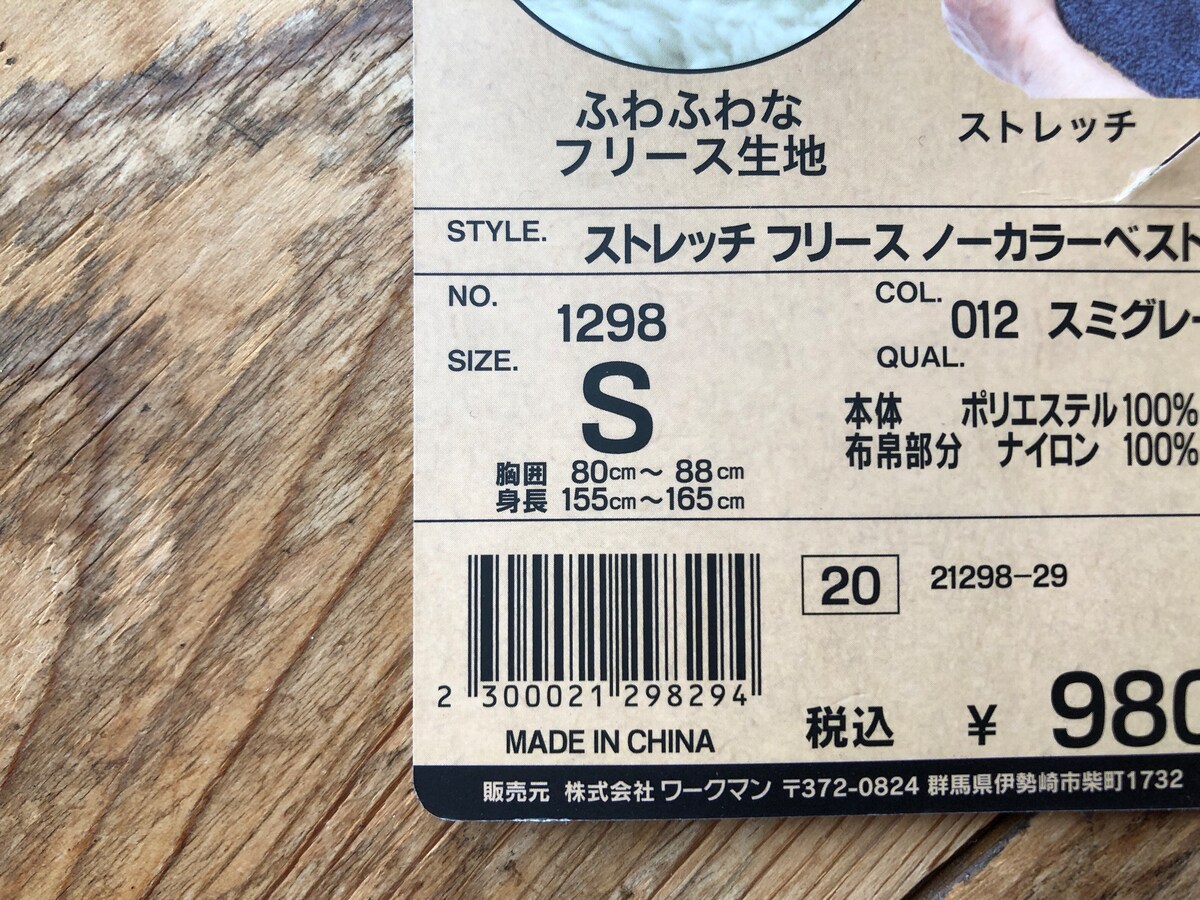 ふわふわな
フリース生地
ストレッチ
STYLE. ストレッチ フリース ノーカラーベスト
NO. 1298
COL. 012 スミグレー
SIZE. S
QUAL.
本体 ポリエステル100%
布帛部分 ナイロン 100%
胸囲 80cm〜 88cm
身長 155cm〜165cm
20 21298-29
2 300021 298294
MADE IN CHINA
税込 ¥ 980
販売元 株式会社 ワークマン 〒372-0824 群馬県伊勢崎市柴町1732